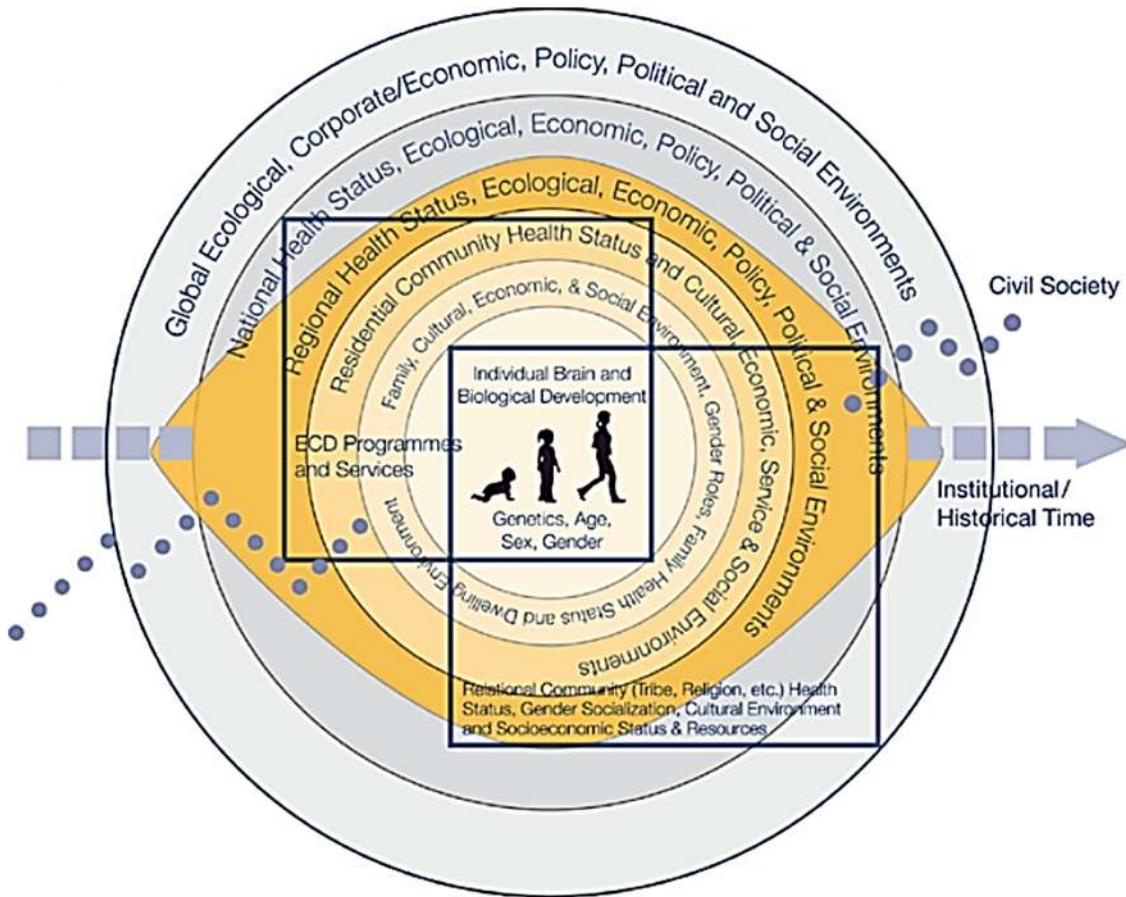 Global Ecological, Corporate/Economic, Policy, Political and Social Environments
National Health Status, Ecological, Economic, Policy, Political & Social Environments
Regional Health Status, Ecological, Economic, Policy, Political & Social Environments
Residential Community Health Status and Cultural, Economic, Service & Social Environments
Family, Cultural, Economic, & Social Environment, Gender Roles, Family Health Status and Dwelling Environment
Civil Society
Individual Brain and
Biological Development
ECD Programmes
and Services
Genetics, Age,
Sex, Gender
Institutional/
Historical Time
Relational Community (Tribe, Religion, etc.) Health
Status, Gender Socialization, Cultural Environment
and Socioeconomic Status & Resources